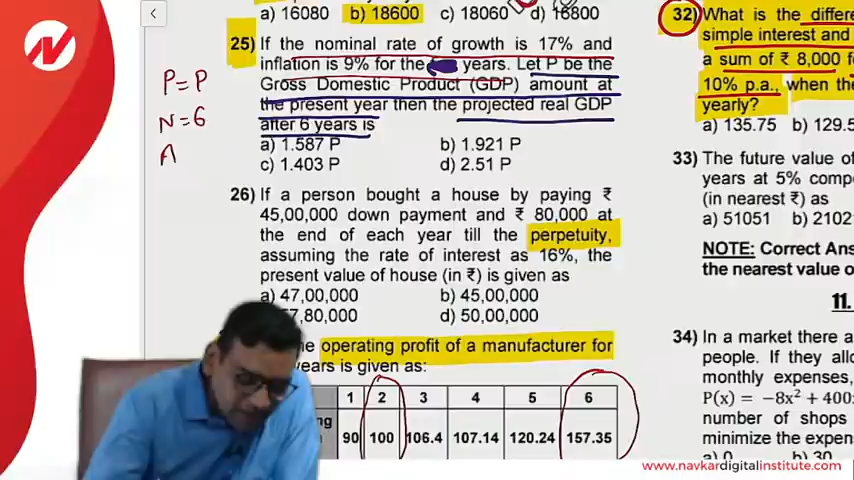 a) 16080 b) 18600 c) 18060 d) 16800
25) If the nominal rate of growth is 17% and
inflation is 9% for the years. Let P be the
Gross Domestic Product (GDP) amount at
the present year then the projected real GDP
after 6 years is
a) 1.587 P b) 1.921 P
c) 1.403 P d) 2.51 P
P = P
N = 6
A
26) If a person bought a house by paying ₹
45,00,000 down payment and ₹ 80,000 at
the end of each year till the perpetuity,
assuming the rate of interest as 16%, the
present value of house (in ₹) is given as
a) 47,00,000 b) 45,00,000
7,80,000 d) 50,00,000
operating profit of a manufacturer for
years is given as:
1 2 3 4 5 6
90 100 106.4 107.14 120.24 157.35
32) What is the
simple interest and
a sum of ₹ 8,000
10% p.a., when the
yearly?
a) 135.75 b) 129.5
33) The future value of
years at 5%
(in nearest ₹) as
a) 51051 b) 2102
NOTE: Correct
the nearest value
11.
34) In a market there a
people. If they
monthly expenses,
P(x) = −8x² + 400
number of shops
minimize the
a) 0 b) 30
N
www.navkardigitalinstitute.com